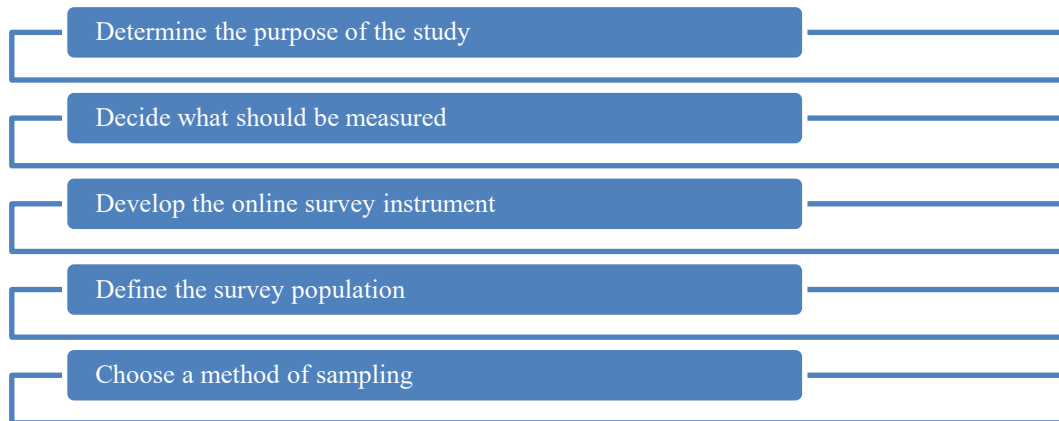 Determine the purpose of the study
Decide what should be measured
Develop the online survey instrument
Define the survey population
Choose a method of sampling